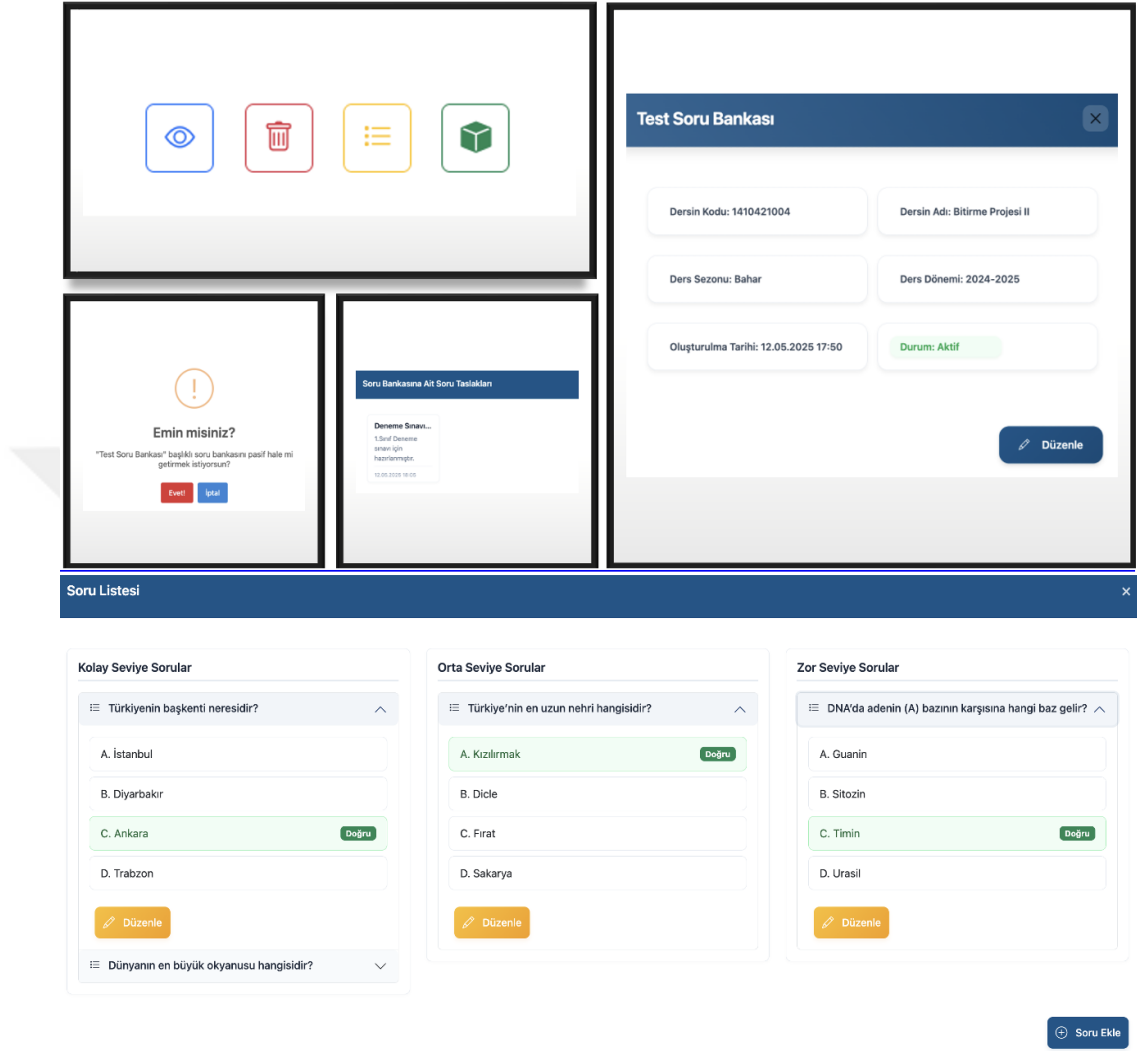 Test Soru Bankası
Dersin Kodu: 1410421004
Dersin Adı: Bitirme Projesi II
Ders Sezonu: Bahar
Ders Dönemi: 2024-2025
Oluşturulma Tarihi: 12.05.2025 17:50
Durum: Aktif
Düzenle
Emin misiniz?
"Test Soru Bankası" başlıklı soru bankasını pasif hale mi
getirmek istiyorsun?
Evet!
İptal
Soru Bankasına Ait Soru Taslakları
Deneme Sınavı...
1.Sınıf Deneme
sınavı için
hazırlanmıştır.
12.05.2025 18:05
Soru Listesi
Kolay Seviye Sorular
Türkiyenin başkenti neresidir?
A. İstanbul
B. Diyarbakır
C. Ankara
Doğru
D. Trabzon
Düzenle
Dünyanın en büyük okyanusu hangisidir?
Orta Seviye Sorular
Türkiye'nin en uzun nehri hangisidir?
A. Kızılırmak
Doğru
B. Dicle
C. Fırat
D. Sakarya
Düzenle
Zor Seviye Sorular
DNA'da adenin (A) bazının karşısına hangi baz gelir?
A. Guanin
B. Sitozin
C. Timin
Doğru
D. Urasil
Düzenle
Soru Ekle